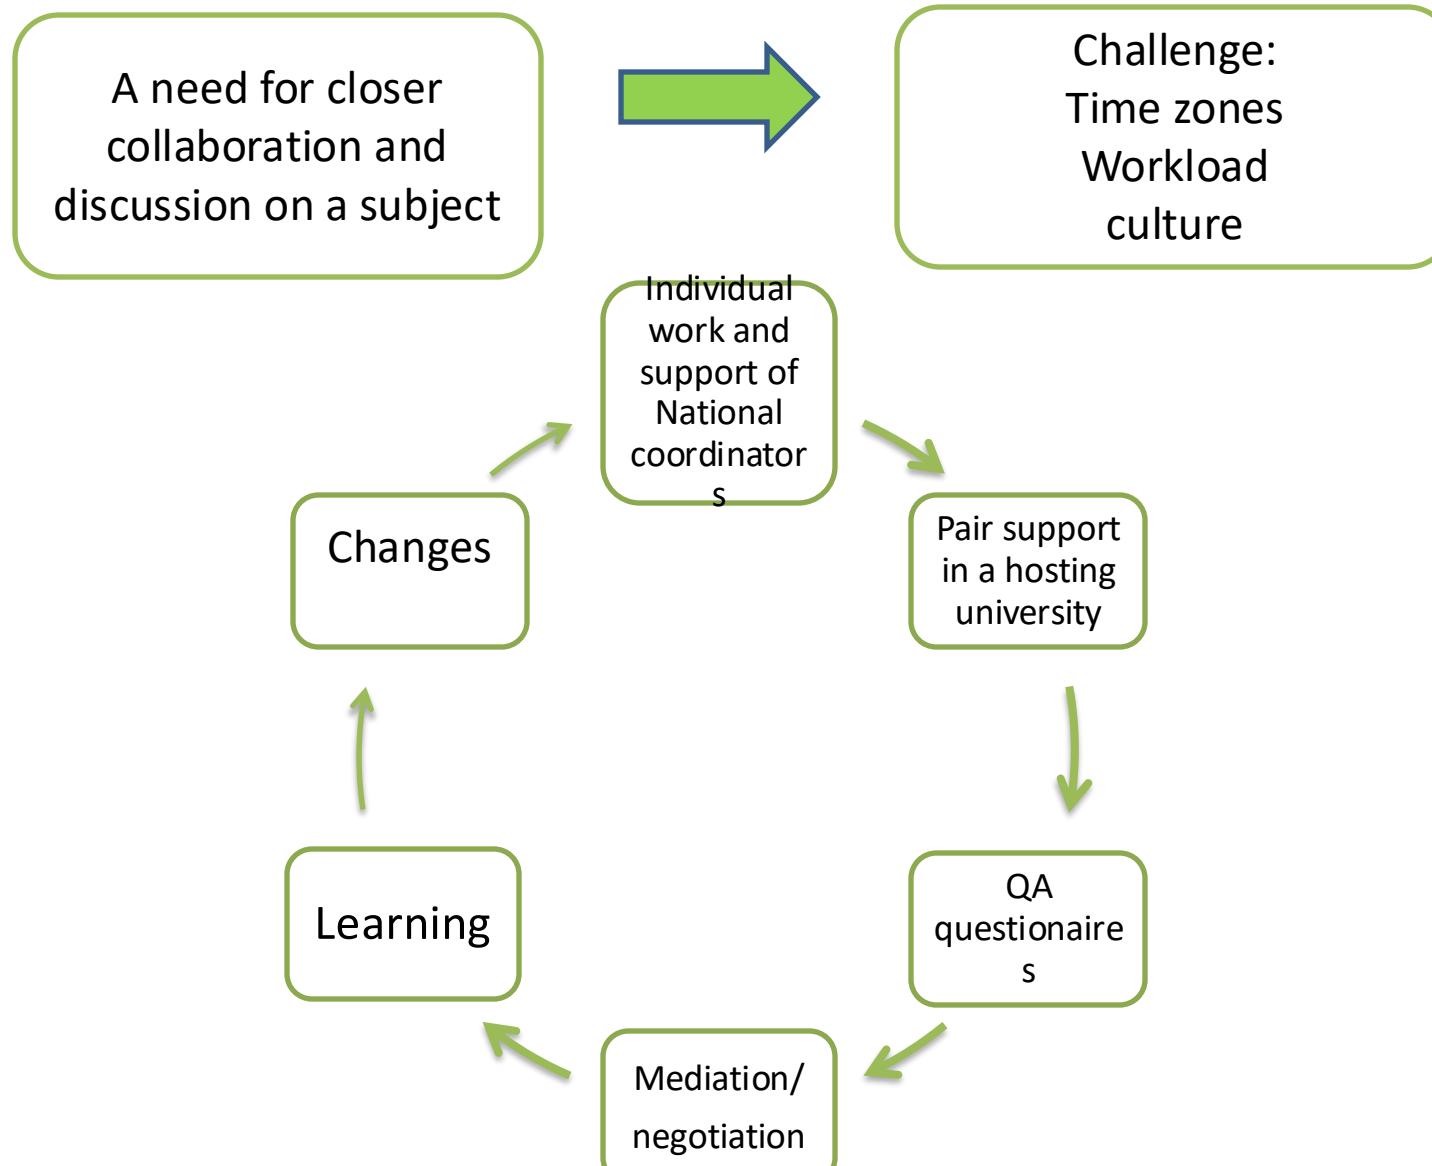 A need for closer
collaboration and
discussion on a subject
Challenge:
Time zones
Workload
culture
Individual
work and
support of
National
coordinator
s
Pair support
in a hosting
university
QA
questionaire
s
Mediation/
negotiation
Learning
Changes